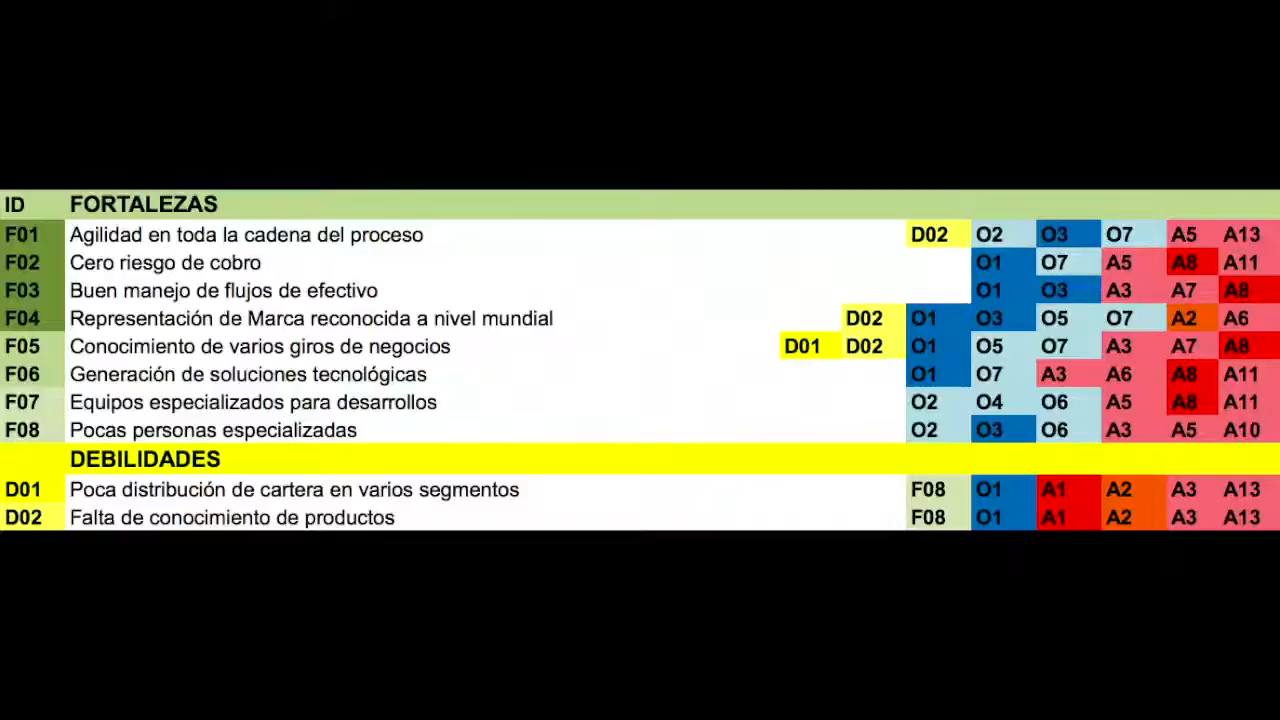 ID FORTALEZAS
F01 Agilidad en toda la cadena del proceso D02 O2 O3 O7 A5 A13
F02 Cero riesgo de cobro O1 O7 A5 A8 A11
F03 Buen manejo de flujos de efectivo O1 O3 A3 A7 A8
F04 Representación de Marca reconocida a nivel mundial D02 O1 O3 O5 O7 A2 A6
F05 Conocimiento de varios giros de negocios D01 D02 O1 O5 O7 A3 A7 A8
F06 Generación de soluciones tecnológicas O1 O7 A3 A6 A8 A11
F07 Equipos especializados para desarrollos O2 O4 O6 A5 A8 A11
F08 Pocas personas especializadas O2 O3 O6 A3 A5 A10
DEBILIDADES
D01 Poca distribución de cartera en varios segmentos F08 O1 A1 A2 A3 A13
D02 Falta de conocimiento de productos F08 O1 A1 A2 A3 A13